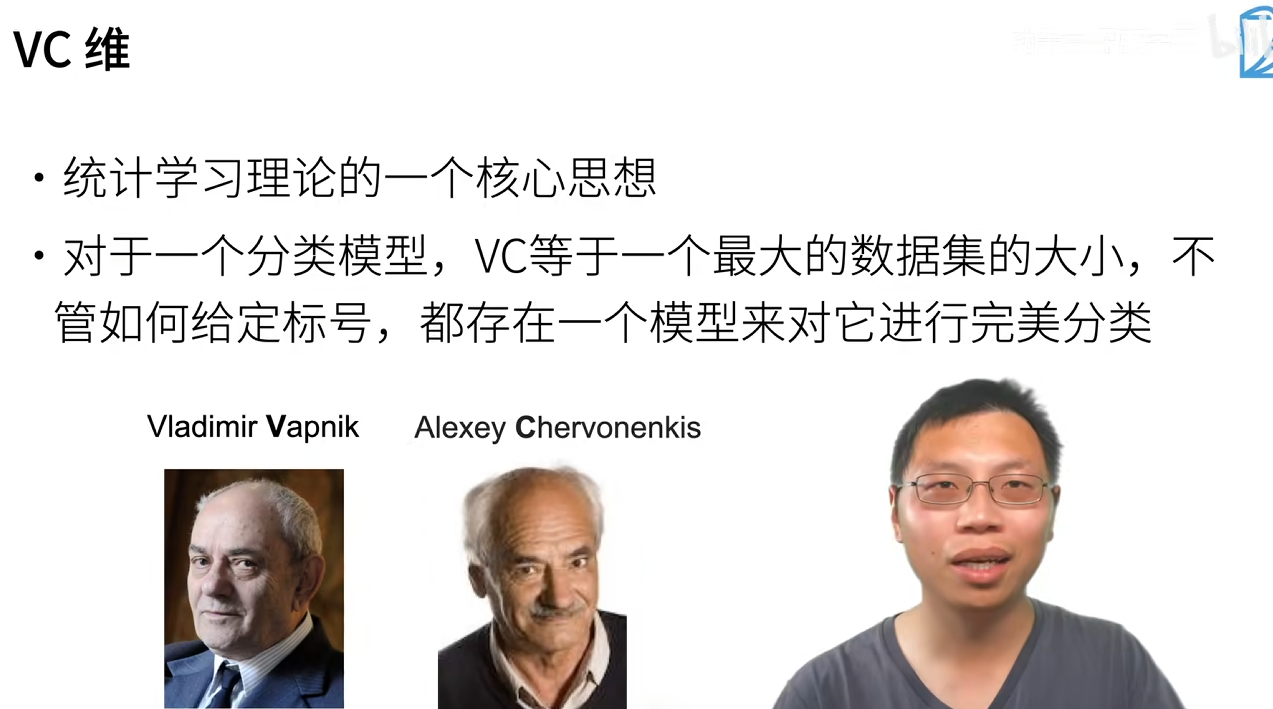 VC 维
• 统计学习理论的一个核心思想
• 对于一个分类模型，VC等于一个最大的数据集的大小，不
管如何给定标号，都存在一个模型来对它进行完美分类
Vladimir Vapnik
Alexey Chervonenkis